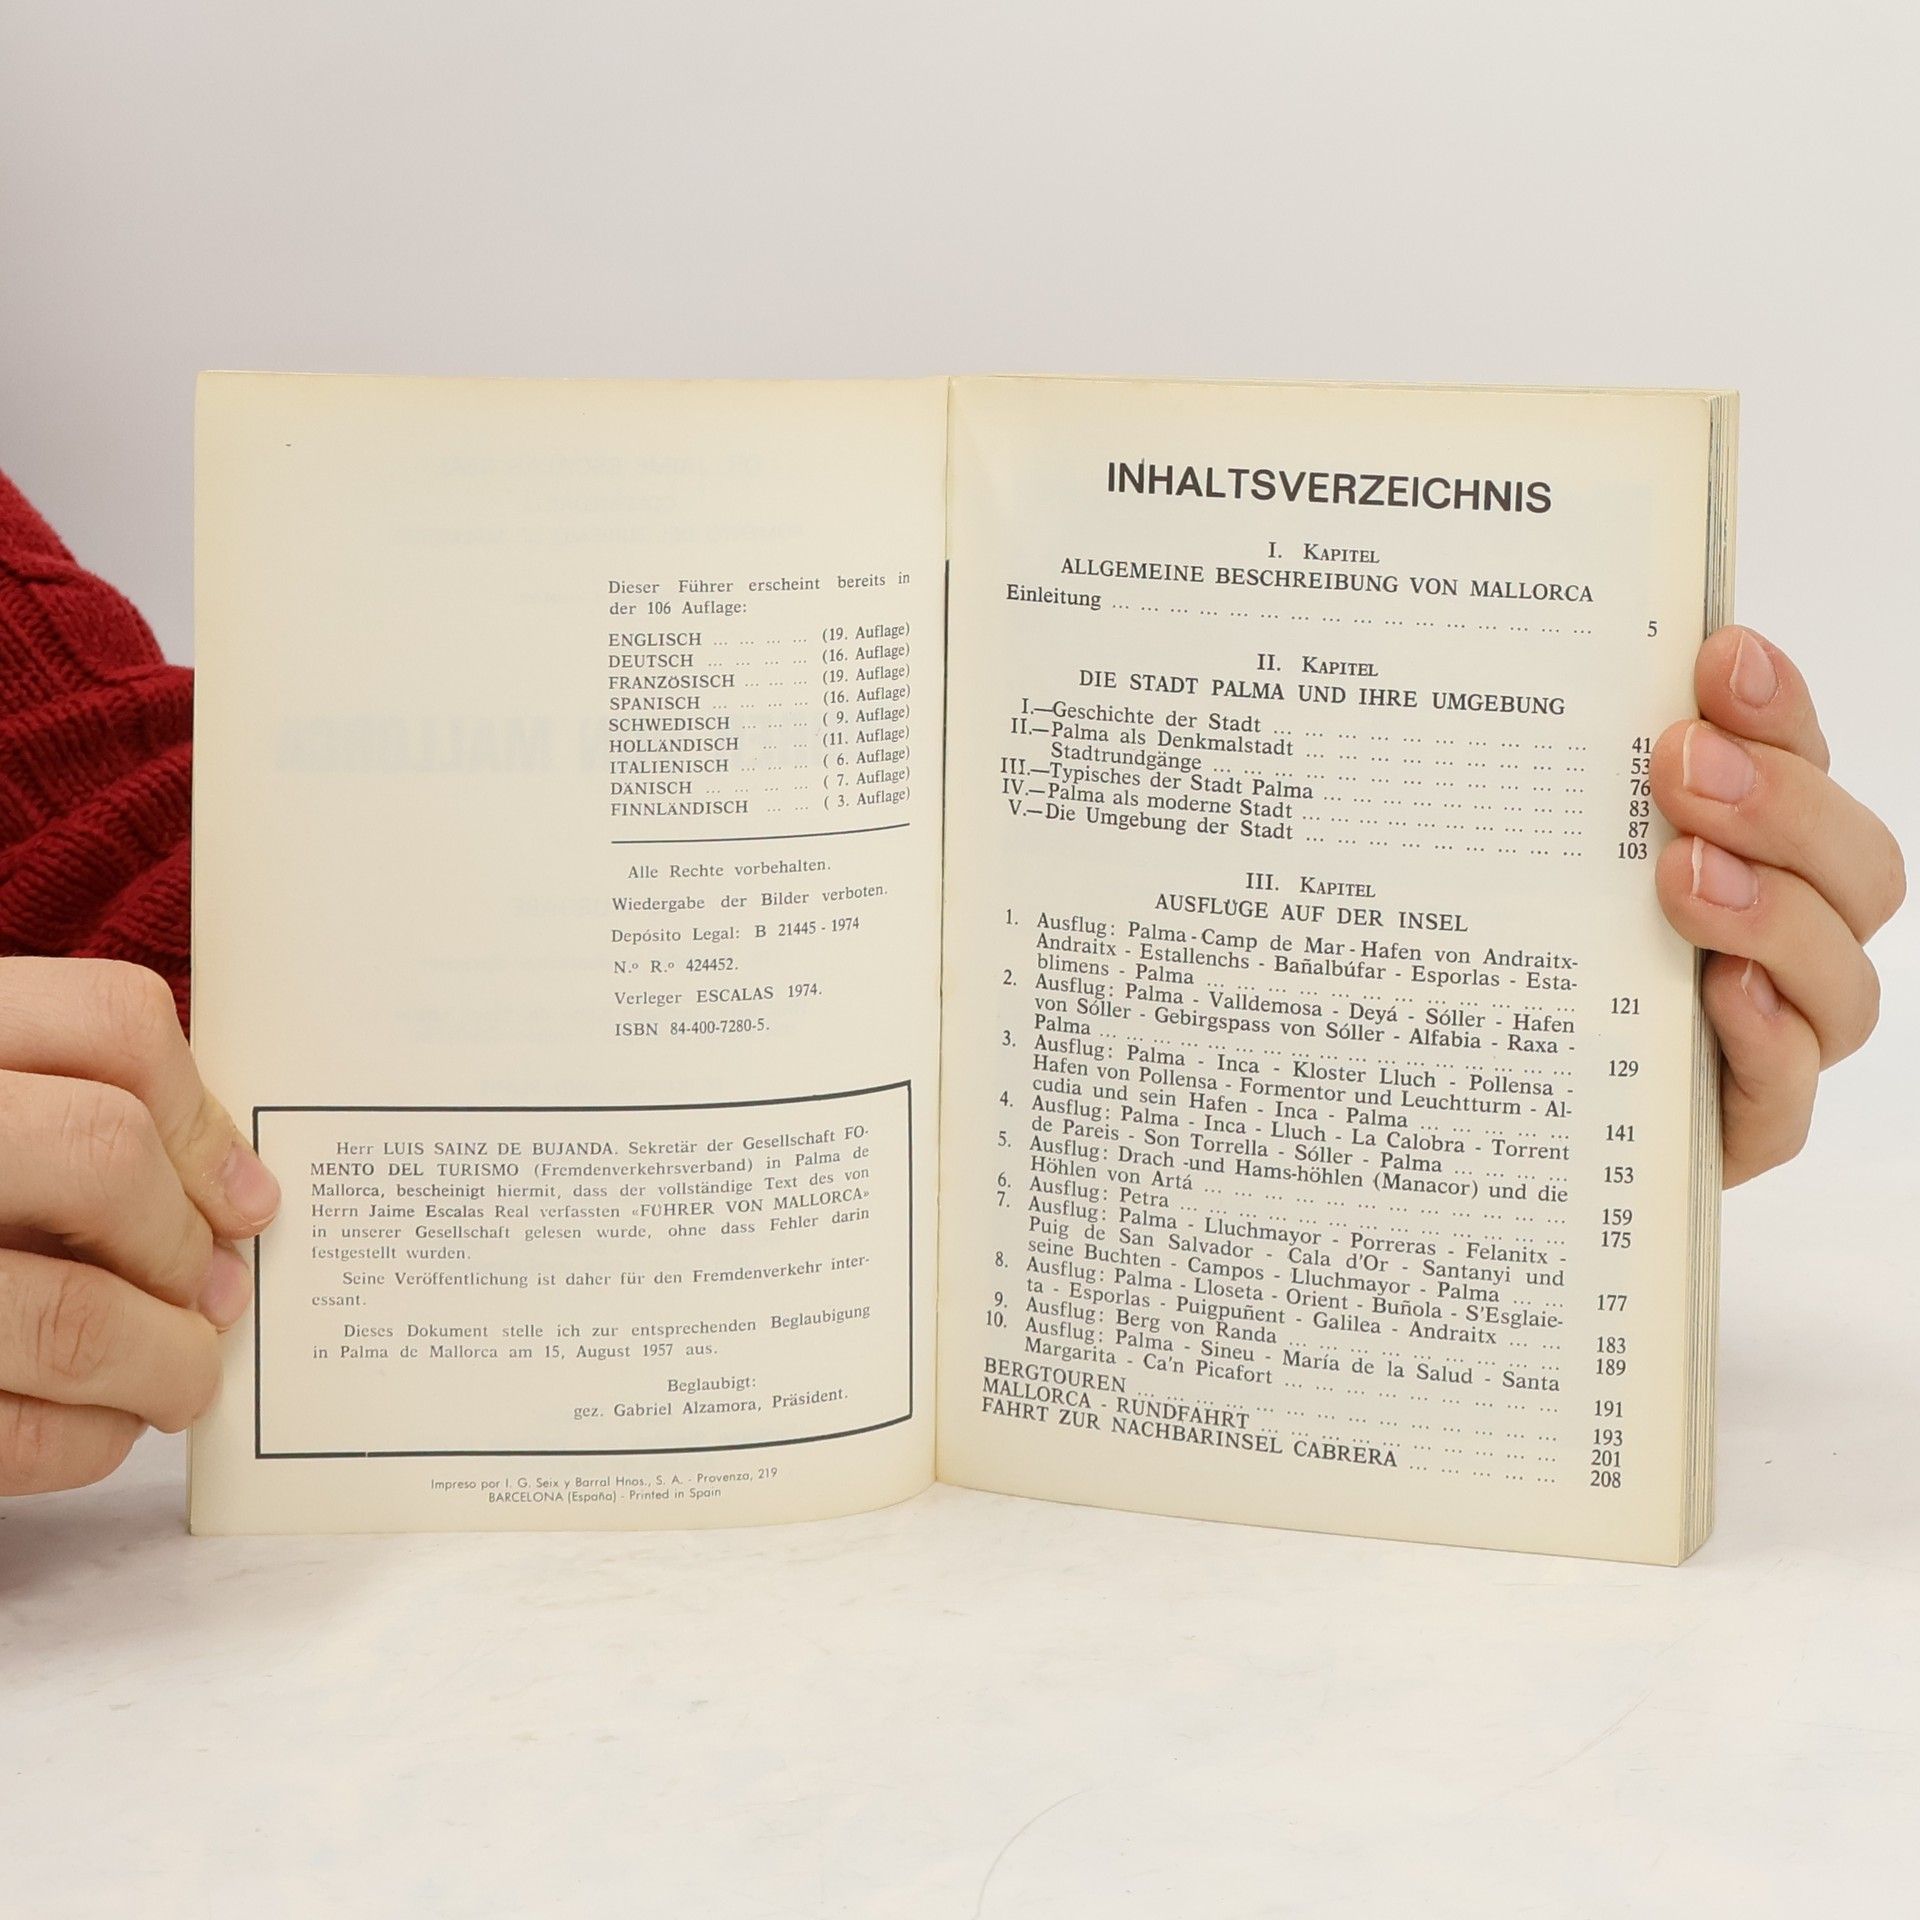 Dieser Führer erscheint bereits in
der 106 Auflage:
ENGLISCH ... ... ... ... (19. Auflage)
DEUTSCH ... ... ... ... (16. Auflage)
FRANZÖSISCH ... ... ... (19. Auflage)
SPANISCH ... ... ... ... (16. Auflage)
SCHWEDISCH ... ... ... ( 9. Auflage)
HOLLÄNDISCH ... ... (11. Auflage)
ITALIENISCH ... ... ... ( 6. Auflage)
DÄNISCH ... ... ... ... ( 7. Auflage)
FINNLÄNDISCH ... ... ( 3. Auflage)
Alle Rechte vorbehalten.
Wiedergabe der Bilder verboten.
Depósito Legal: B 21445 - 1974
N.º R.º 424452.
Verleger ESCALAS 1974.
ISBN 84-400-7280-5.
Herr LUIS SAINZ DE BUJANDA. Sekretär der Gesellschaft FO-
MENTO DEL TURISMO (Fremdenverkehrsverband) in Palma de
Mallorca, bescheinigt hiermit, dass der vollständige Text des von
Herrn Jaime Escalas Real verfassten «FÜHRER VON MALLORCA»
in unserer Gesellschaft gelesen wurde, ohne dass Fehler darin
festgestellt wurden.
Seine Veröffentlichung ist daher für den Fremdenverkehr inter-
essant.
Dieses Dokument stelle ich zur entsprechenden Beglaubigung
in Palma de Mallorca am 15, August 1957 aus.
Beglaubigt:
gez. Gabriel Alzamora, Präsident.
Impreso por I. G. Seix y Barral Hnos., S. A. - Provenza, 219
BARCELONA (España) - Printed in Spain
INHALTSVERZEICHNIS
I. KAPITEL
ALLGEMEINE BESCHREIBUNG VON MALLORCA
Einleitung ... ... ... ... ... ... ... ... ... ... ... ... ... ... ... ... 5
II. KAPITEL
DIE STADT PALMA UND IHRE UMGEBUNG
I.—Geschichte der Stadt ... ... ... ... ... ... ... ... ... ... ... 41
II.—Palma als Denkmalstadt ... ... ... ... ... ... ... ... ... ... 53
Stadtrundgänge ... ... ... ... ... ... ... ... ... ... ... ... ... 76
III.—Typisches der Stadt Palma ... ... ... ... ... ... ... ... ... 83
IV.—Palma als moderne Stadt ... ... ... ... ... ... ... ... ... ... 87
V.—Die Umgebung der Stadt ... ... ... ... ... ... ... ... ... ... 103
III. KAPITEL
AUSFLÜGE AUF DER INSEL
1. Ausflug: Palma - Camp de Mar - Hafen von Andraitx-
Andraitx - Estallenchs - Bañalbúfar - Esporlas - Esta-
blimens - Palma ... ... ... ... ... ... ... ... ... ... ... ... 121
2. Ausflug: Palma - Valldemosa - Deyá - Sóller - Hafen
von Sóller - Gebirgspass von Sóller - Alfabia - Raxa -
Palma ... ... ... ... ... ... ... ... ... ... ... ... ... ... ... 129
3. Ausflug: Palma - Inca - Kloster Lluch - Pollensa -
Hafen von Pollensa - Formentor und Leuchtturm - Al-
cudia und sein Hafen - Inca - Palma ... ... ... ... ... 141
4. Ausflug: Palma - Inca - Lluch - La Calobra - Torrent
de Pareis - Son Torrella - Sóller - Palma ... ... ... ... 153
5. Ausflug: Drach -und Hams-höhlen (Manacor) und die
Höhlen von Artá ... ... ... ... ... ... ... ... ... ... ... ... 159
6. Ausflug: Petra ... ... ... ... ... ... ... ... ... ... ... ... ... 175
7. Ausflug: Palma - Lluchmayor - Porreras - Felanitx -
Puig de San Salvador - Cala d'Or - Santanyi und
seine Buchten - Campos - Lluchmayor - Palma ... ... 177
8. Ausflug: Palma - Lloseta - Orient - Buñola - S'Esglaie-
ta - Esporlas - Puigpuñent - Galilea - Andraitx ... ... 183
9. Ausflug: Berg von Randa ... ... ... ... ... ... ... ... ... 189
10. Ausflug: Palma - Sineu - María de la Salud - Santa
Margarita - Ca'n Picafort ... ... ... ... ... ... ... ... ... 191
BERGTOUREN ... ... ... ... ... ... ... ... ... ... ... ... ... ... 193
MALLORCA - RUNDFAHRT ... ... ... ... ... ... ... ... ... ... 201
FAHRT ZUR NACHBARINSEL CABRERA ... ... ... ... ... 208